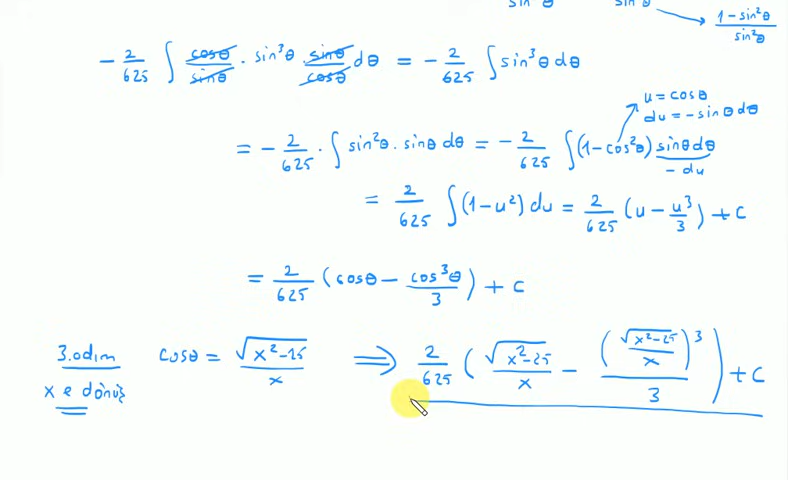 sin θ sin θ
1-sin²θ / sin²θ
-2/625 ∫ cosθ/sinθ · sin³θ · sinθ/cosθ dθ = -2/625 ∫ sin³θ dθ
u = cosθ
du = -sinθ dθ
= -2/625 · ∫ sin²θ · sinθ dθ = -2/625 ∫ (1-cos²θ) sinθ dθ
-du
= 2/625 ∫ (1-u²) du = 2/625 (u - u³/3) + c
= 2/625 (cosθ - cos³θ/3) + c
3.adım cosθ = √(x²-25)/x ⟹ 2/625 (√(x²-25)/x - (√(x²-25)/x)³/3) + c
x e dönüş